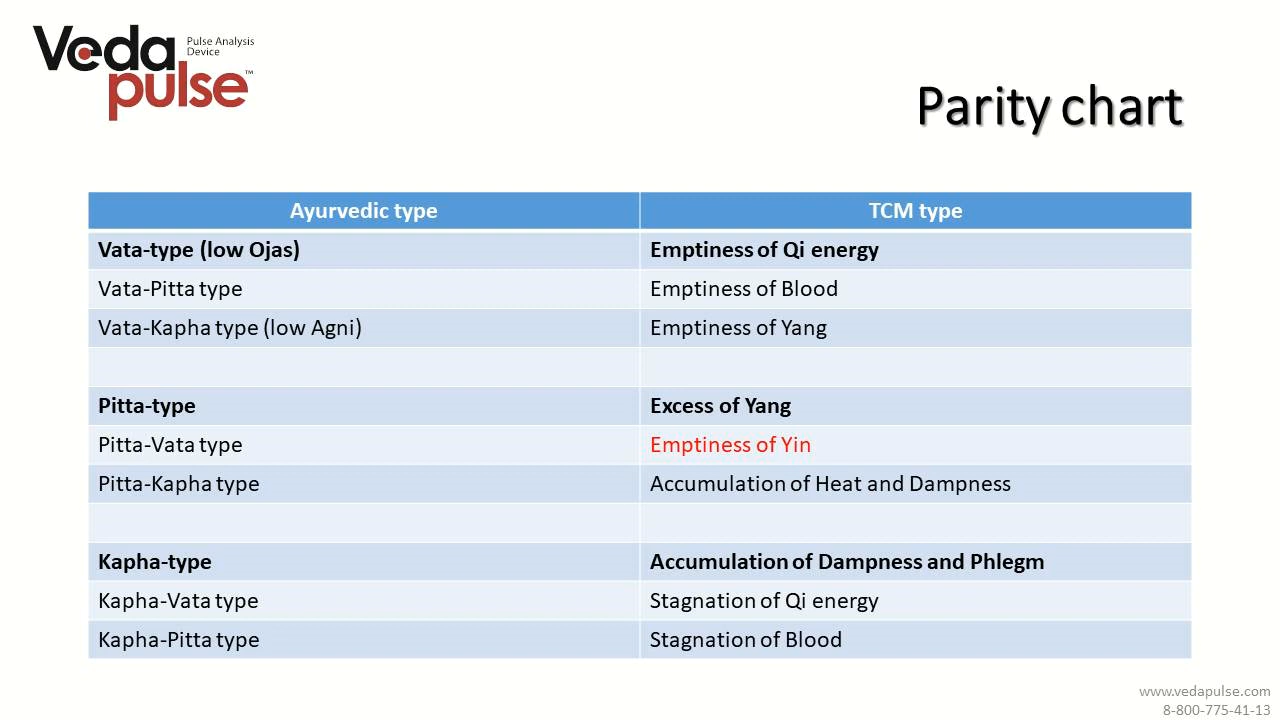 Veda
pulse™
Pulse Analysis
Device
Parity chart
Ayurvedic type TCM type
Vata-type (low Ojas) Emptiness of Qi energy
Vata-Pitta type Emptiness of Blood
Vata-Kapha type (low Agni) Emptiness of Yang
Pitta-type Excess of Yang
Pitta-Vata type Emptiness of Yin
Pitta-Kapha type Accumulation of Heat and Dampness
Kapha-type Accumulation of Dampness and Phlegm
Kapha-Vata type Stagnation of Qi energy
Kapha-Pitta type Stagnation of Blood
www.vedapulse.com
8-800-775-41-13